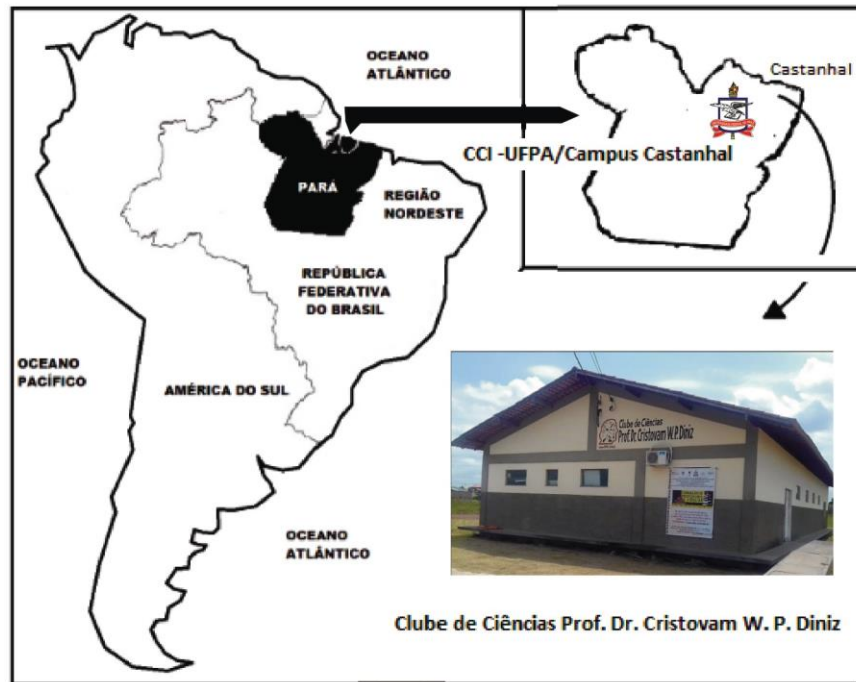 OCEANO
ATLÂNTICO
Castanhal
CCI -UFPA/Campus Castanhal
PARÁ
REGIÃO
NORDESTE
REPÚBLICA
FEDERATIVA
DO BRASIL
OCEANO
PACÍFICO
AMÉRICA DO SUL
OCEANO
ATLÂNTICO
Clube de Ciências
Prof. Dr. Cristovam W. P. Diniz
Clube de Ciências Prof. Dr. Cristovam W. P. Diniz